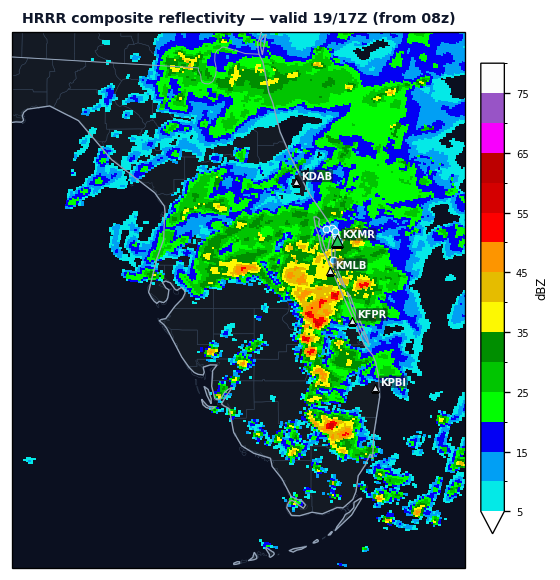 HRRR composite reflectivity — valid 19/17Z (from 08z)
KDAB
KXMR
KMLB
KFPR
KPBI
75
65
55
45
35
25
15
5
dBZ